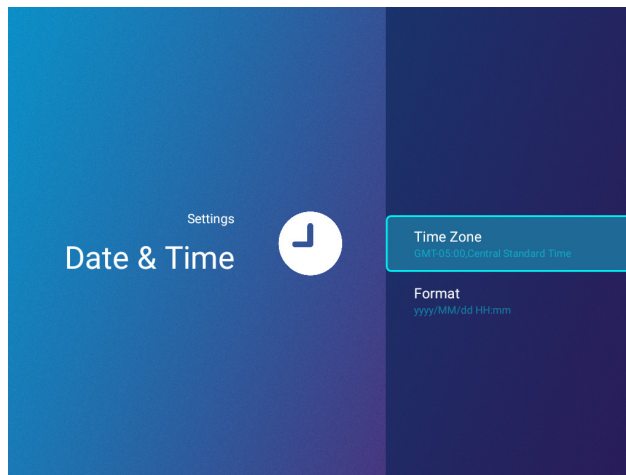 Settings
Date & Time
Time Zone
GMT-05:00,Central Standard Time
Format
yyyy/MM/dd HH:mm